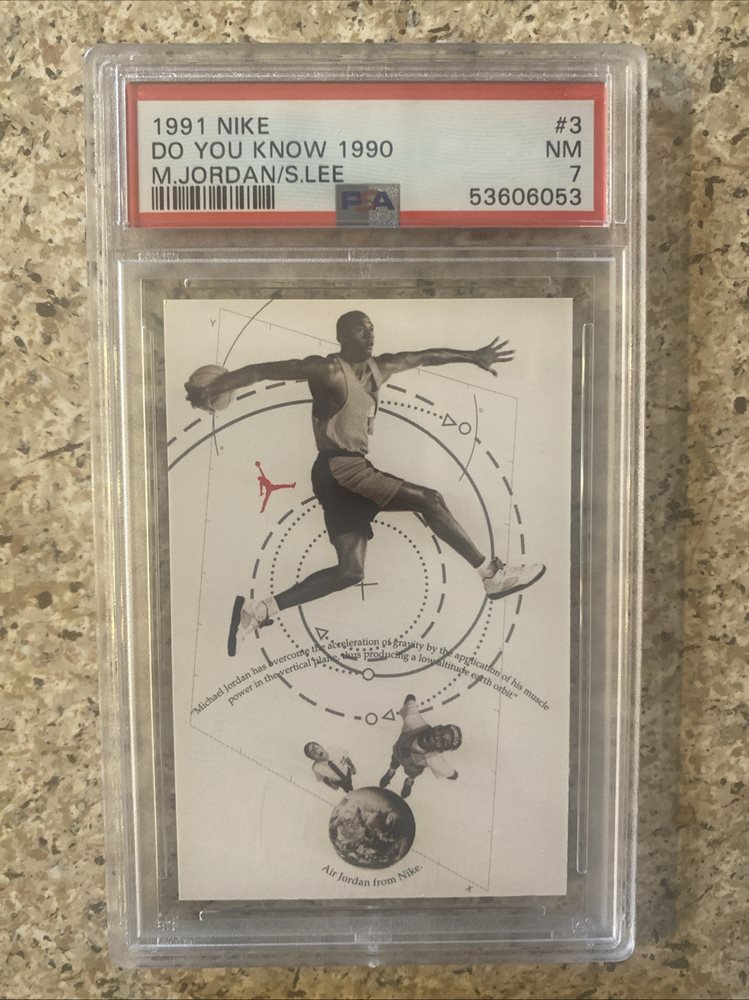 1991 NIKE #3
DO YOU KNOW 1990 NM
M.JORDAN/S.LEE 7
PSA 53606053
Y
D
"Michael Jordan has overcome the acceleration of gravity by the application of his muscle
power in the vertical plane, thus producing a low altitude earth orbit"
Air Jordan from Nike.
X